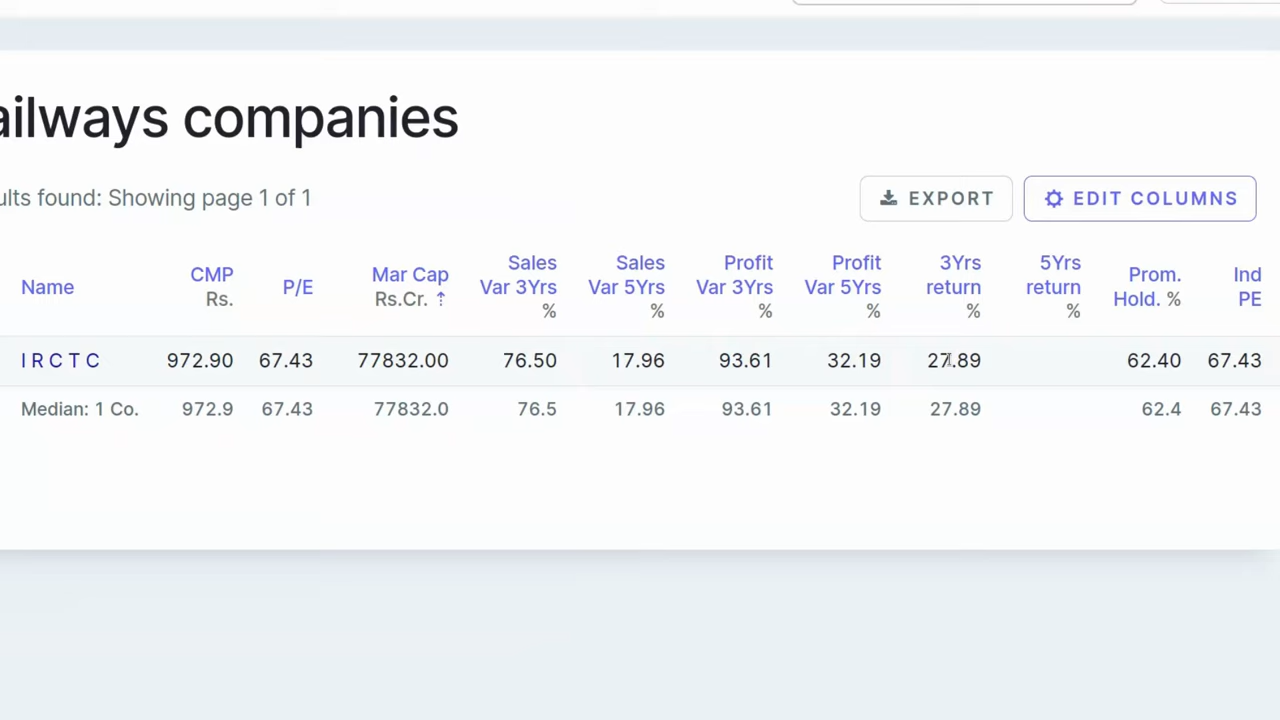 ailways companies
ults found: Showing page 1 of 1
EXPORT
EDIT COLUMNS
Name CMP Rs. P/E Mar Cap Rs.Cr. ↑ Sales Var 3Yrs % Sales Var 5Yrs % Profit Var 3Yrs % Profit Var 5Yrs % 3Yrs return % 5Yrs return % Prom. Hold. % Ind PE
I R C T C 972.90 67.43 77832.00 76.50 17.96 93.61 32.19 27.89 62.40 67.43
Median: 1 Co. 972.9 67.43 77832.0 76.5 17.96 93.61 32.19 27.89 62.4 67.43